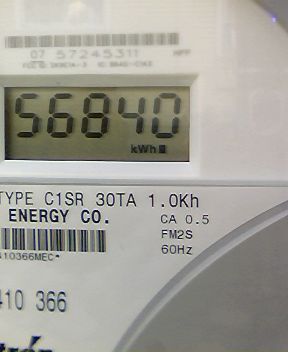 07 57245311
56840
kWh
TYPE C1SR 30TA 1.0Kh
ENERGY CO.
CA 0.5
FM2S
60Hz
410366MEC*
410 366